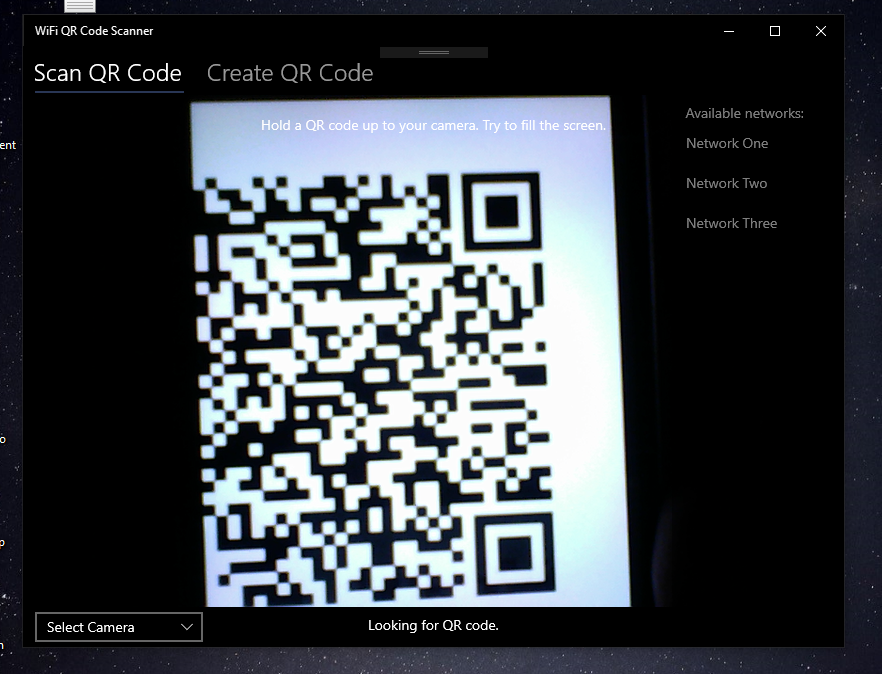 WiFi QR Code Scanner
Scan QR Code
Create QR Code
Hold a QR code up to your camera. Try to fill the screen.
Available networks:
Network One
Network Two
Network Three
ent
o
p
n
Select Camera
Looking for QR code.